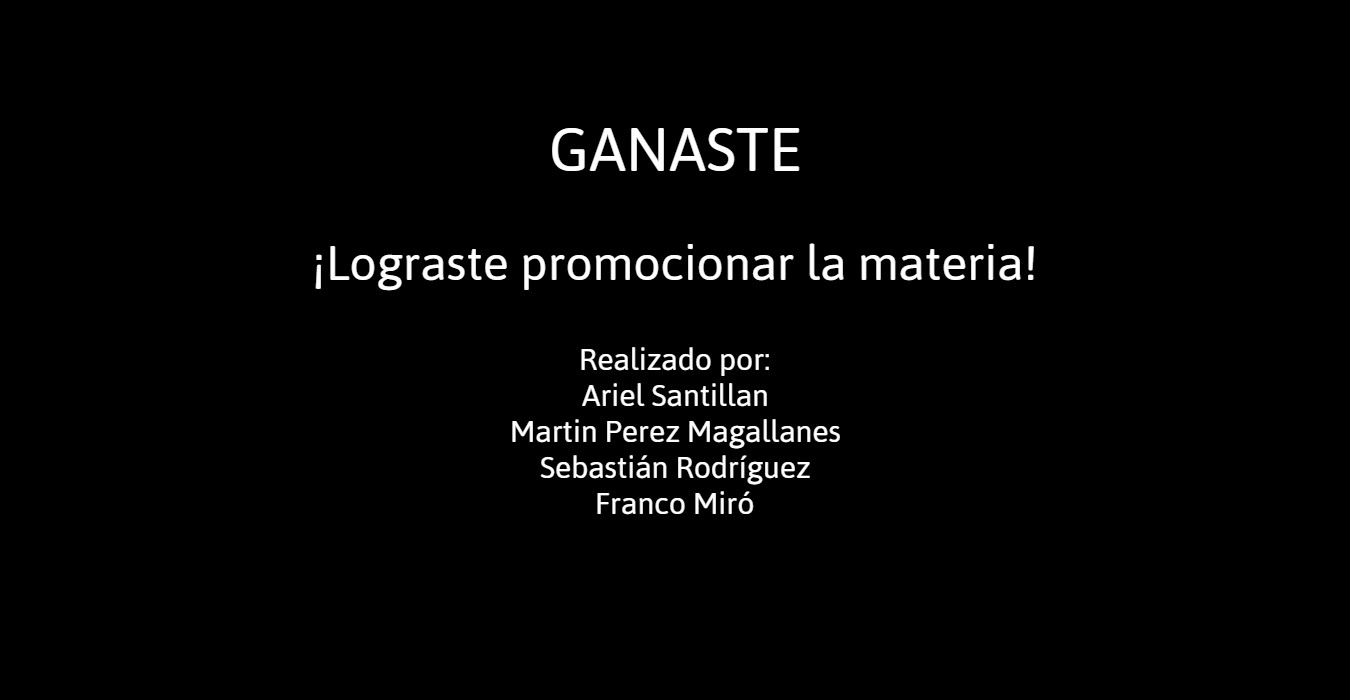 GANASTE
¡Lograste promocionar la materia!
Realizado por:
Ariel Santillan
Martin Perez Magallanes
Sebastián Rodríguez
Franco Miró